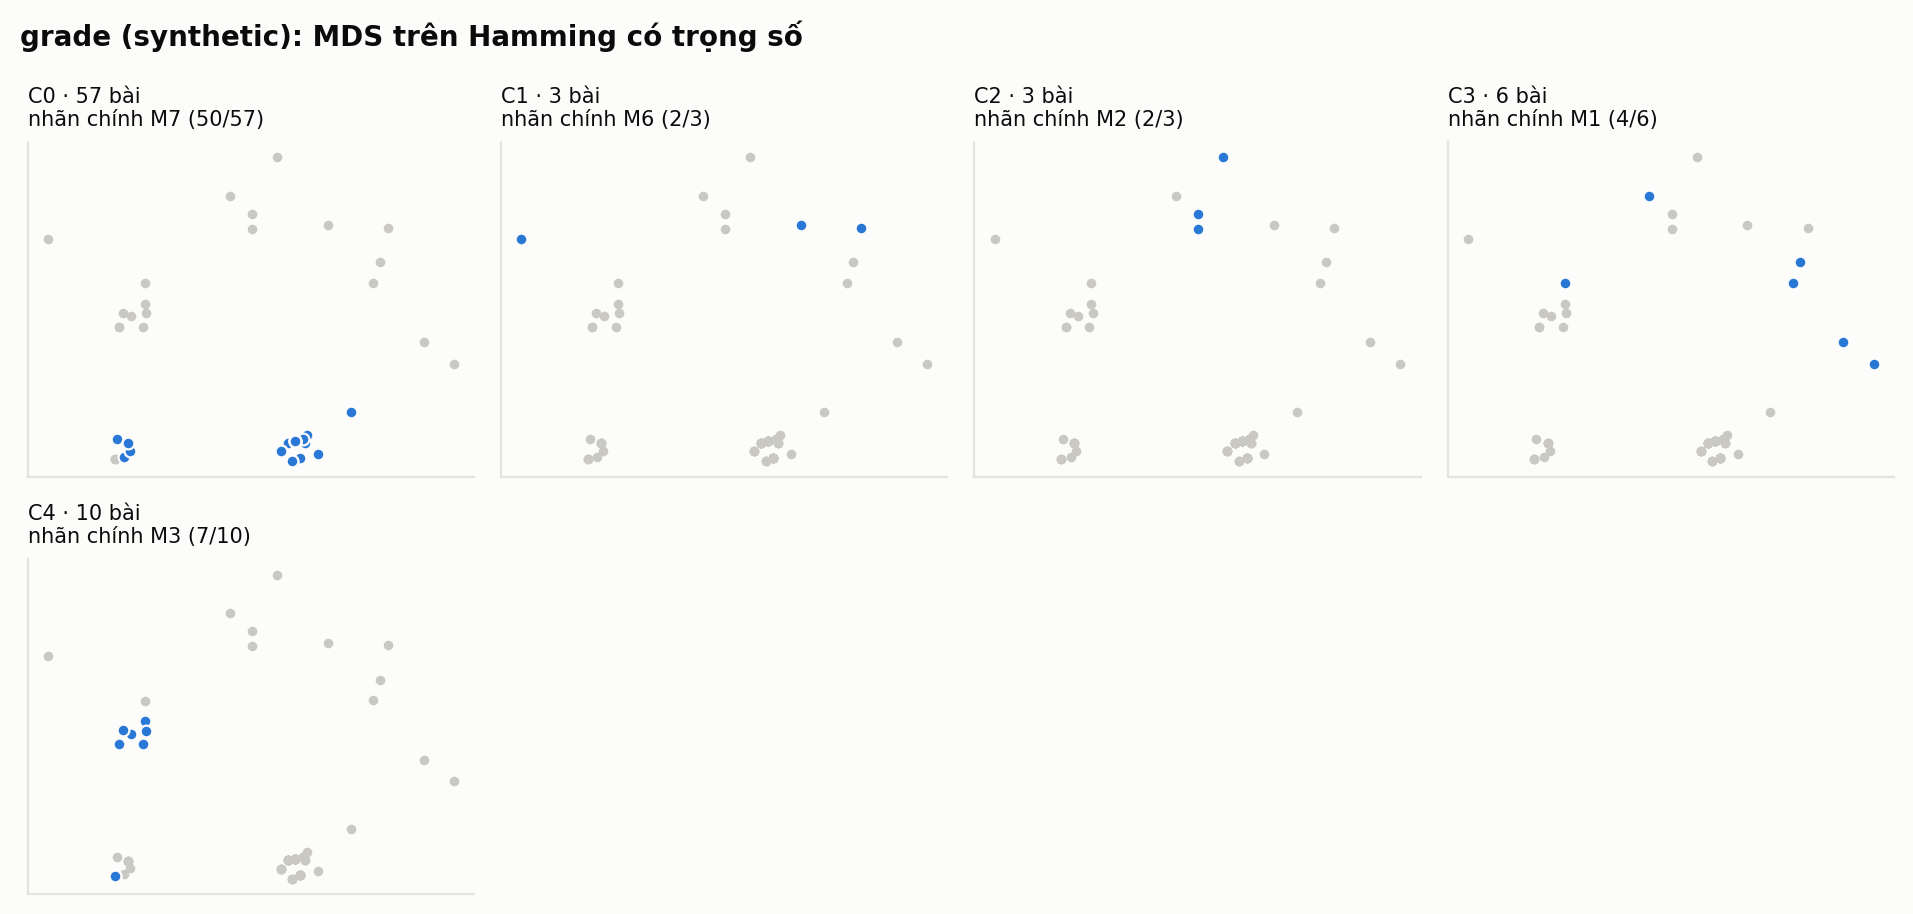 grade (synthetic): MDS trên Hamming có trọng số
C0 · 57 bài
nhãn chính M7 (50/57)
C1 · 3 bài
nhãn chính M6 (2/3)
C2 · 3 bài
nhãn chính M2 (2/3)
C3 · 6 bài
nhãn chính M1 (4/6)
C4 · 10 bài
nhãn chính M3 (7/10)